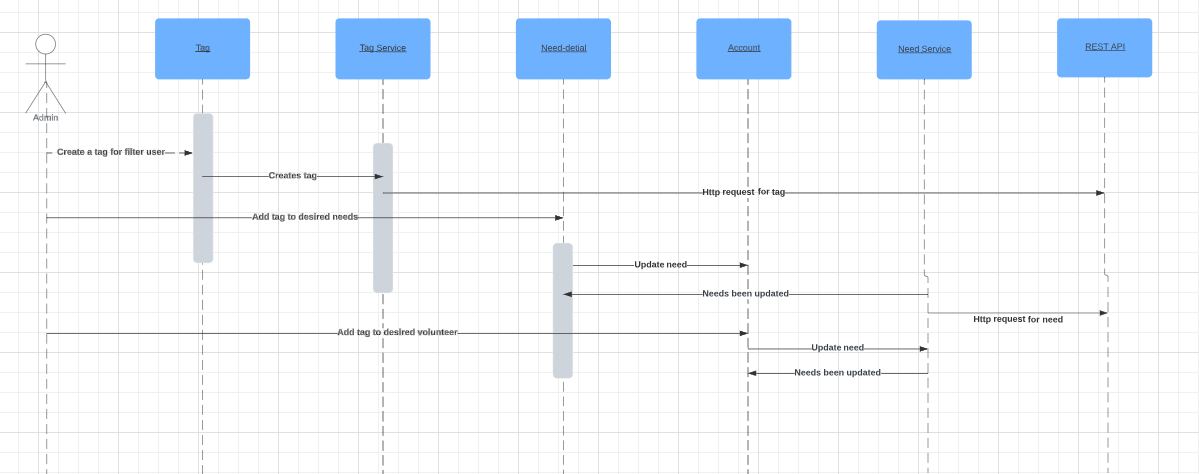 Tag
Tag Service
Need-detial
Account
Need Service
REST API
Admin
Create a tag for filter user
Creates tag
Http request for tag
Add tag to desired needs
Update need
Needs been updated
Http request for need
Add tag to desired volunteer
Update need
Needs been updated